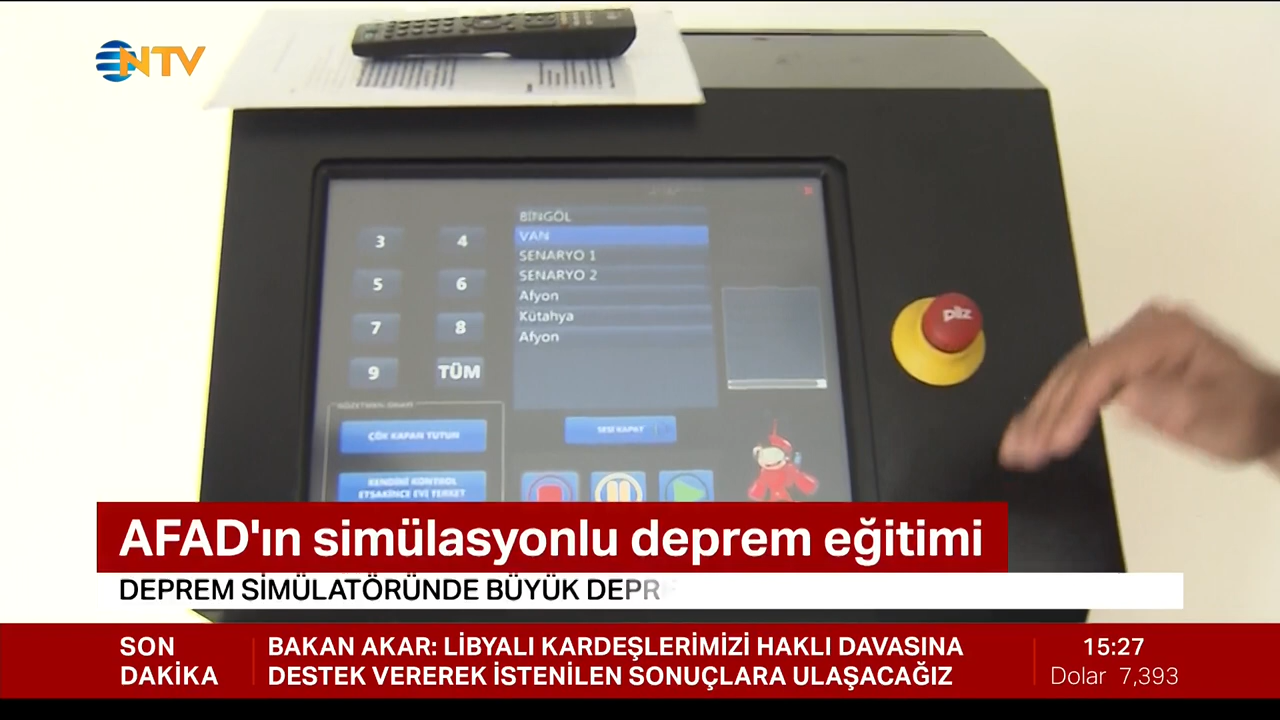 NTV
BİNGÖL
VAN
SENARYO 1
SENARYO 2
Afyon
Kütahya
Afyon
3 4
5 6
7 8
9 TÜM
ÇÖK KAPAN TUTUN
SESİ KAPAT
KENDİNİ KONTROL
ET SAKİNCE EVİ TERKET
pilz
AFAD'ın simülasyonlu deprem eğitimi
DEPREM SİMÜLATÖRÜNDE BÜYÜK DEPR
SON DAKİKA
BAKAN AKAR: LİBYALI KARDEŞLERİMİZİ HAKLI DAVASINA
DESTEK VEREREK İSTENİLEN SONUÇLARA ULAŞACAĞIZ
15:27
Dolar 7,393